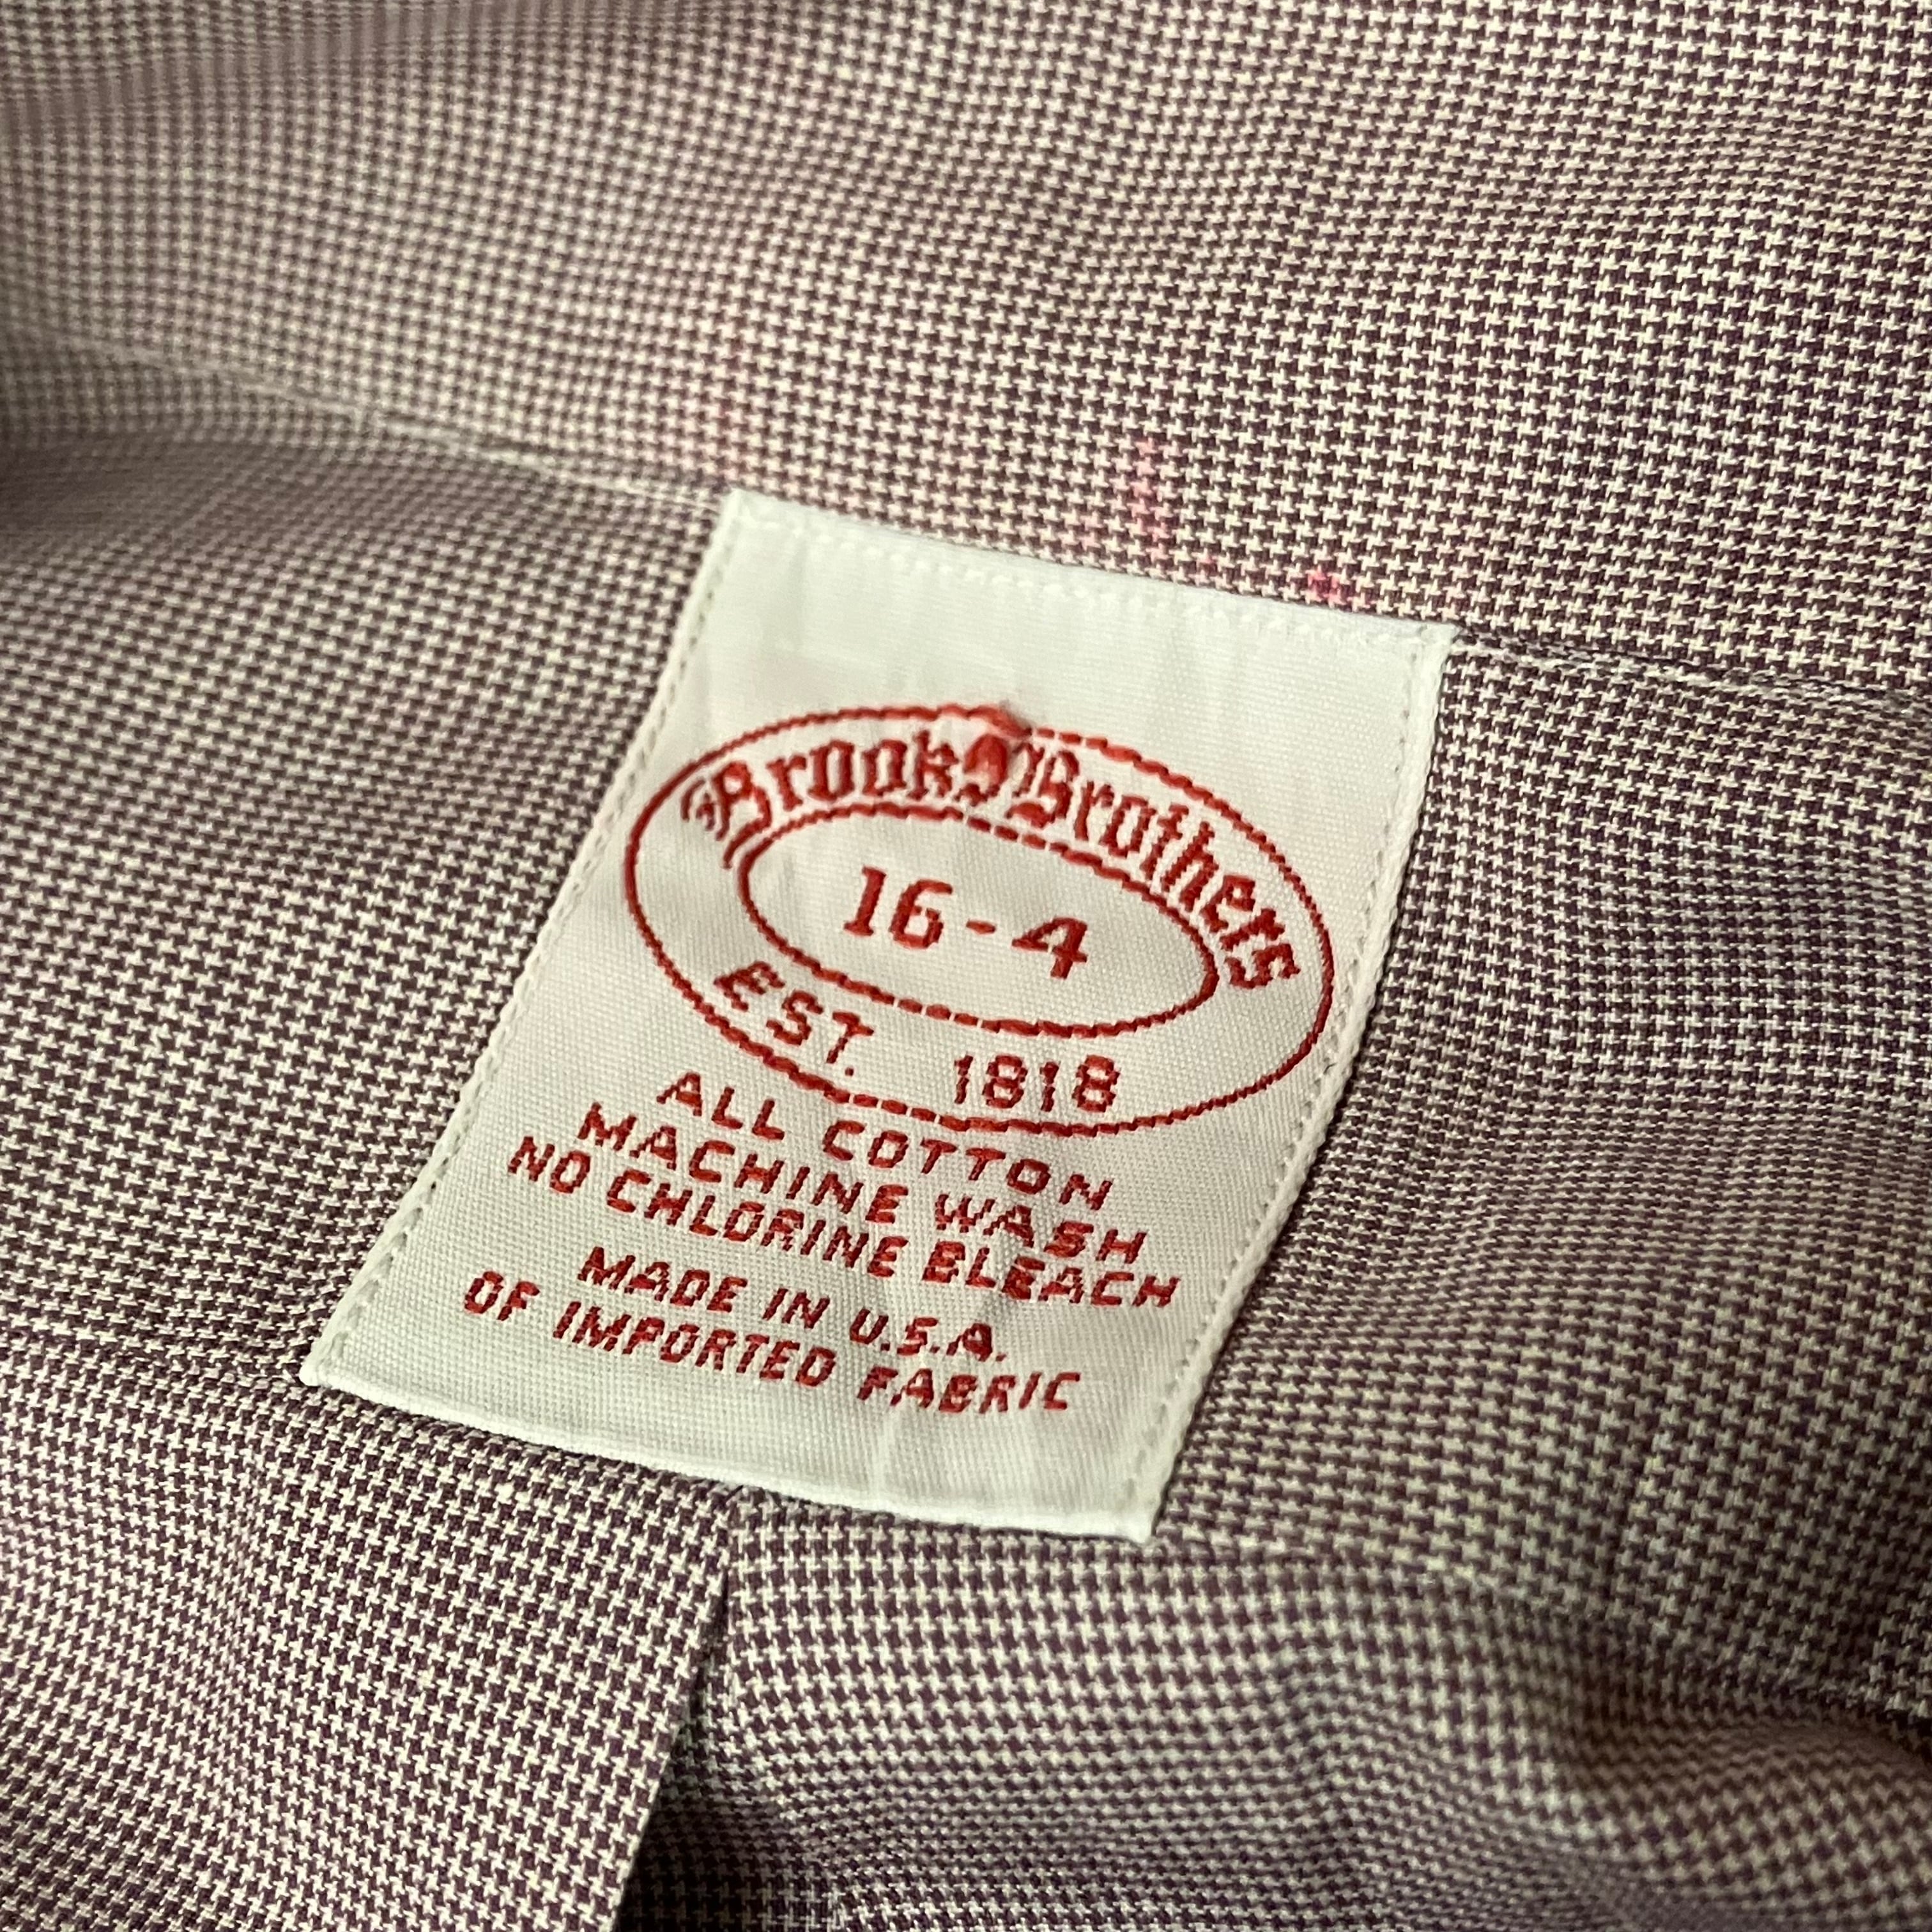 Brooks Brothers
16-4
EST. 1818
ALL COTTON
MACHINE WASH
NO CHLORINE BLEACH
MADE IN U.S.A.
OF IMPORTED FABRIC